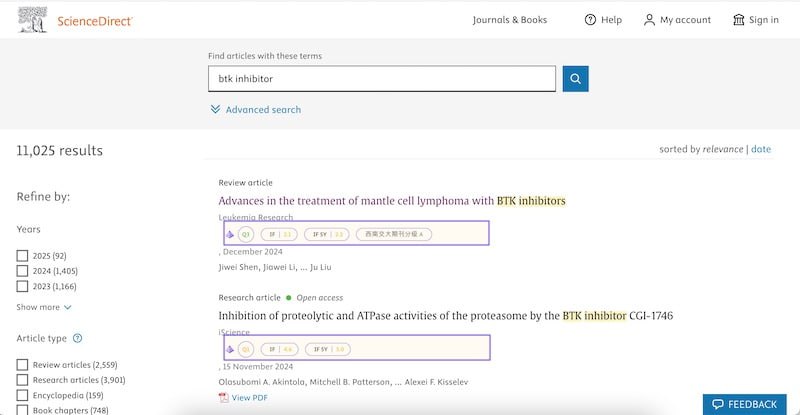 ScienceDirect
Journals & Books
Help
My account
Sign in
Find articles with these terms
btk inhibitor
Advanced search
11,025 results
sorted by relevance | date
Refine by:
Years
2025 (92)
2024 (1,405)
2023 (1,166)
Show more
Article type
Review articles (2,559)
Research articles (3,901)
Encyclopedia (159)
Book chapters (748)
Review article
Advances in the treatment of mantle cell lymphoma with BTK inhibitors
Leukemia Research
Q3 IF 2.1 IF 5Y 2.2 西南交大期刊分级 A
, December 2024
Jiwei Shen, Jiawei Li, ... Ju Liu
Research article Open access
Inhibition of proteolytic and ATPase activities of the proteasome by the BTK inhibitor CGI-1746
iScience
IF 4.6 IF 5Y
, 15 November 2024
Olasubomi A. Akintola, Mitchell B. Patterson, ... Alexei F. Kisselev
View PDF
FEEDBACK